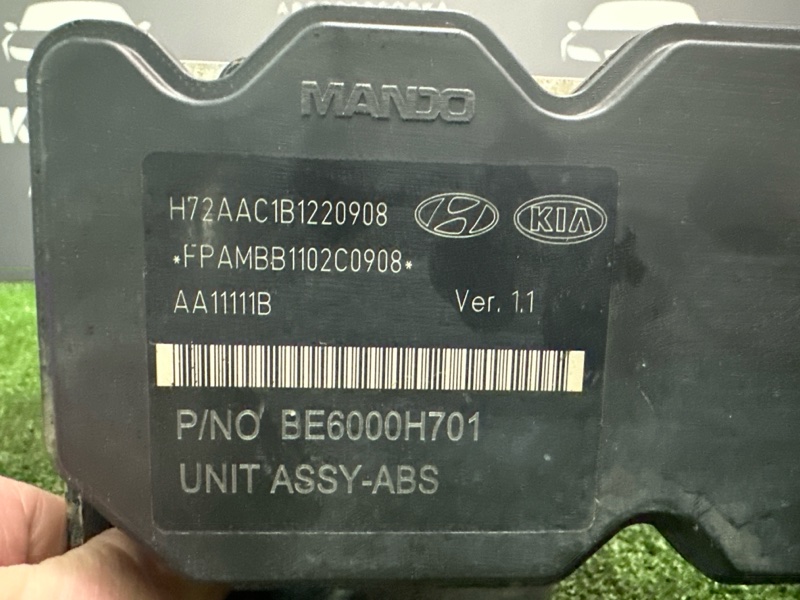 MANDO
H72AAC1B1220908
KIA
*FPAMBB1102C0908*
AA11111B Ver. 1.1
P/NO BE6000H701
UNIT ASSY-ABS